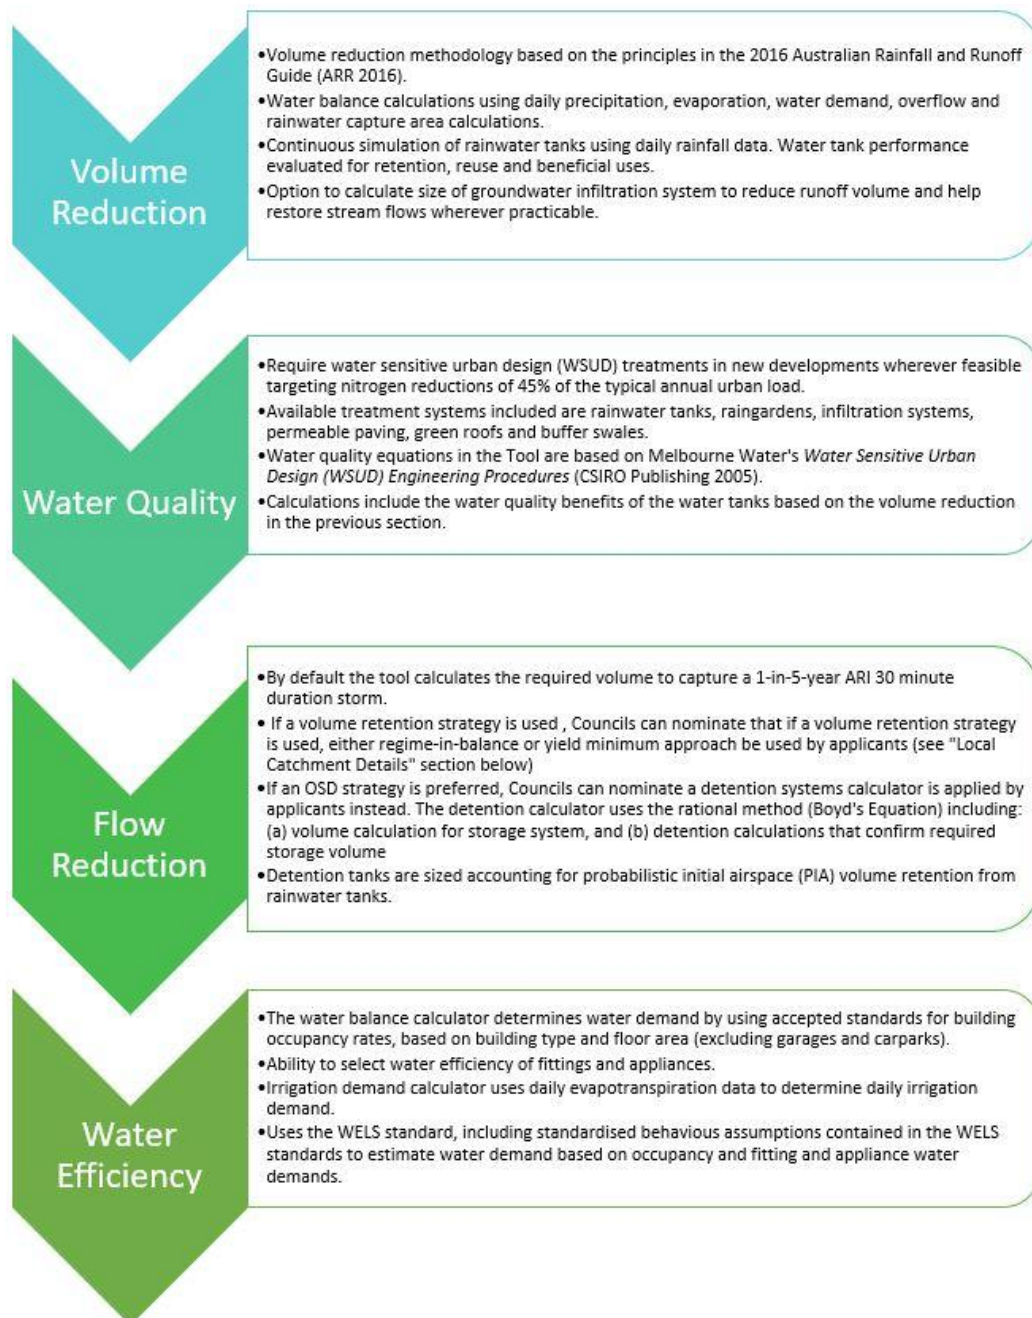 Volume
Reduction
•Volume reduction methodology based on the principles in the 2016 Australian Rainfall and Runoff
Guide (ARR 2016).
•Water balance calculations using daily precipitation, evaporation, water demand, overflow and
rainwater capture area calculations.
•Continuous simulation of rainwater tanks using daily rainfall data. Water tank performance
evaluated for retention, reuse and beneficial uses.
•Option to calculate size of groundwater infiltration system to reduce runoff volume and help
restore stream flows wherever practicable.
Water Quality
•Require water sensitive urban design (WSUD) treatments in new developments wherever feasible
targeting nitrogen reductions of 45% of the typical annual urban load.
•Available treatment systems included are rainwater tanks, raingardens, infiltration systems,
permeable paving, green roofs and buffer swales.
•Water quality equations in the Tool are based on Melbourne Water's Water Sensitive Urban
Design (WSUD) Engineering Procedures (CSIRO Publishing 2005).
•Calculations include the water quality benefits of the water tanks based on the volume reduction
in the previous section.
Flow
Reduction
•By default the tool calculates the required volume to capture a 1-in-5-year ARI 30 minute
duration storm.
• If a volume retention strategy is used , Councils can nominate that if a volume retention strategy
is used, either regime-in-balance or yield minimum approach be used by applicants (see "Local
Catchment Details" section below)
•If an OSD strategy is preferred, Councils can nominate a detention systems calculator is applied by
applicants instead. The detention calculator uses the rational method (Boyd's Equation) including:
(a) volume calculation for storage system, and (b) detention calculations that confirm required
storage volume
•Detention tanks are sized accounting for probabilistic initial airspace (PIA) volume retention from
rainwater tanks.
Water
Efficiency
•The water balance calculator determines water demand by using accepted standards for building
occupancy rates, based on building type and floor area (excluding garages and carparks).
•Ability to select water efficiency of fittings and appliances.
•Irrigation demand calculator uses daily evapotranspiration data to determine daily irrigation
demand.
•Uses the WELS standard, including standardised behavious assumptions contained in the WELS
standards to estimate water demand based on occupancy and fitting and appliance water
demands.